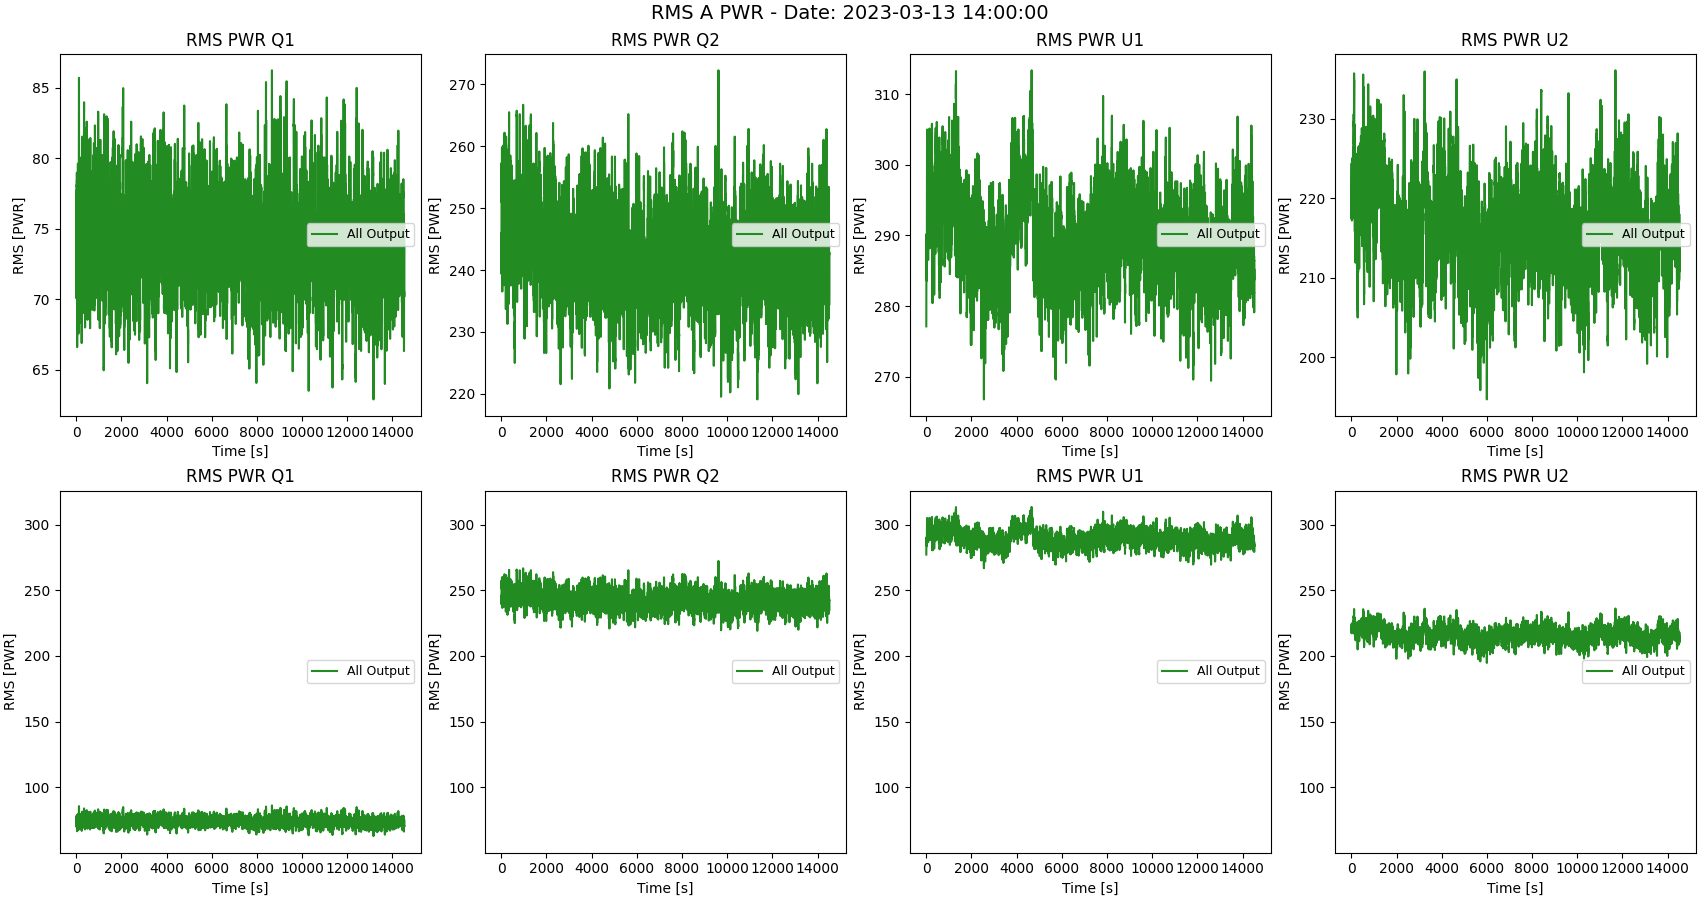 RMS A PWR - Date: 2023-03-13 14:00:00
RMS PWR Q1
RMS [PWR]
85
80
75
70
65
All Output
0 2000 4000 6000 8000 10000 12000 14000
Time [s]
RMS PWR Q2
RMS [PWR]
270
260
250
240
230
220
All Output
0 2000 4000 6000 8000 10000 12000 14000
Time [s]
RMS PWR U1
RMS [PWR]
310
300
290
280
270
All Output
0 2000 4000 6000 8000 10000 12000 14000
Time [s]
RMS PWR U2
RMS [PWR]
230
220
210
200
All Output
0 2000 4000 6000 8000 10000 12000 14000
Time [s]
RMS PWR Q1
RMS [PWR]
300
250
200
150
100
All Output
0 2000 4000 6000 8000 10000 12000 14000
Time [s]
RMS PWR Q2
RMS [PWR]
300
250
200
150
100
All Output
0 2000 4000 6000 8000 10000 12000 14000
Time [s]
RMS PWR U1
RMS [PWR]
300
250
200
150
100
All Output
0 2000 4000 6000 8000 10000 12000 14000
Time [s]
RMS PWR U2
RMS [PWR]
300
250
200
150
100
All Output
0 2000 4000 6000 8000 10000 12000 14000
Time [s]